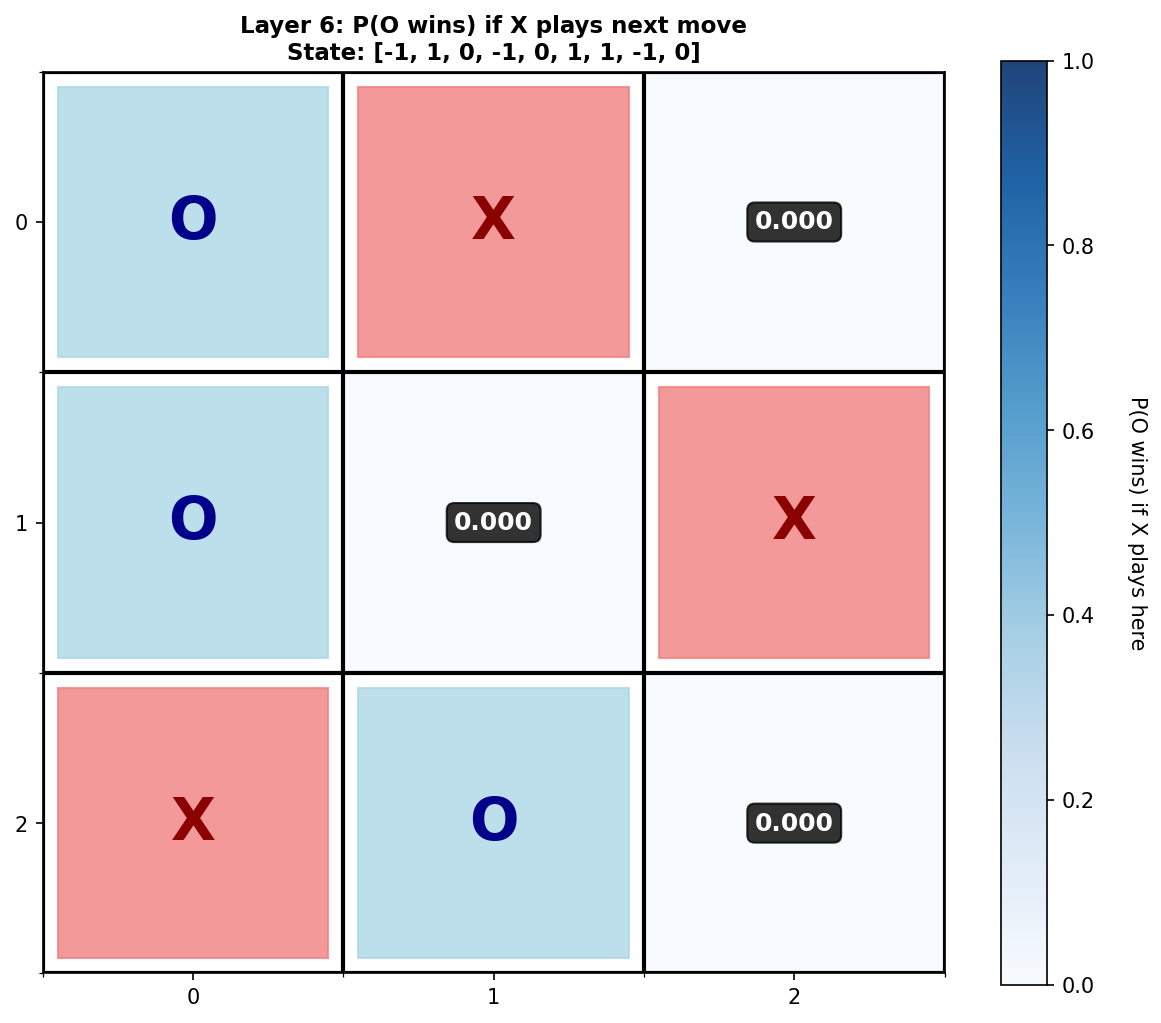 Layer 6: P(O wins) if X plays next move
State: [-1, 1, 0, -1, 0, 1, 1, -1, 0]
0
O
X
0.000
1
O
0.000
X
2
X
O
0.000
0
1
2
1.0
0.8
0.6
0.4
0.2
0.0
P(O wins) if X plays here